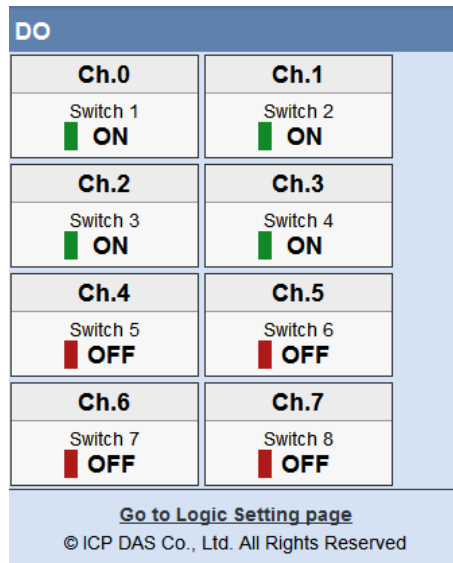 DO
Ch.0 Ch.1
Switch 1 Switch 2
ON ON
Ch.2 Ch.3
Switch 3 Switch 4
ON ON
Ch.4 Ch.5
Switch 5 Switch 6
OFF OFF
Ch.6 Ch.7
Switch 7 Switch 8
OFF OFF
Go to Logic Setting page
© ICP DAS Co., Ltd. All Rights Reserved